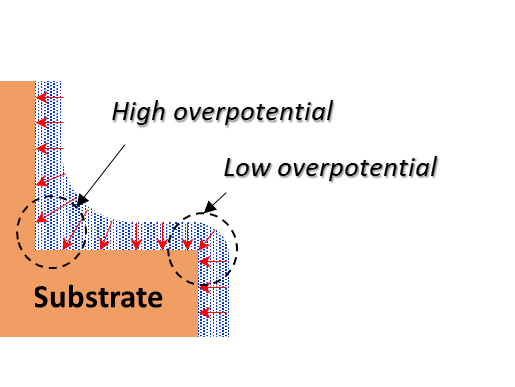 High overpotential
Low overpotential
Substrate